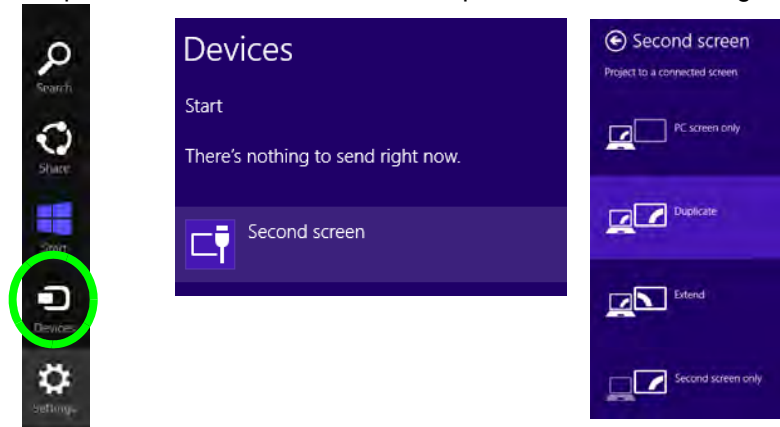 Search
Share
Start
Devices
Settings
Devices
Start
There's nothing to send right now.
Second screen
Second screen
Project to a connected screen
PC screen only
Duplicate
Extend
Second screen only